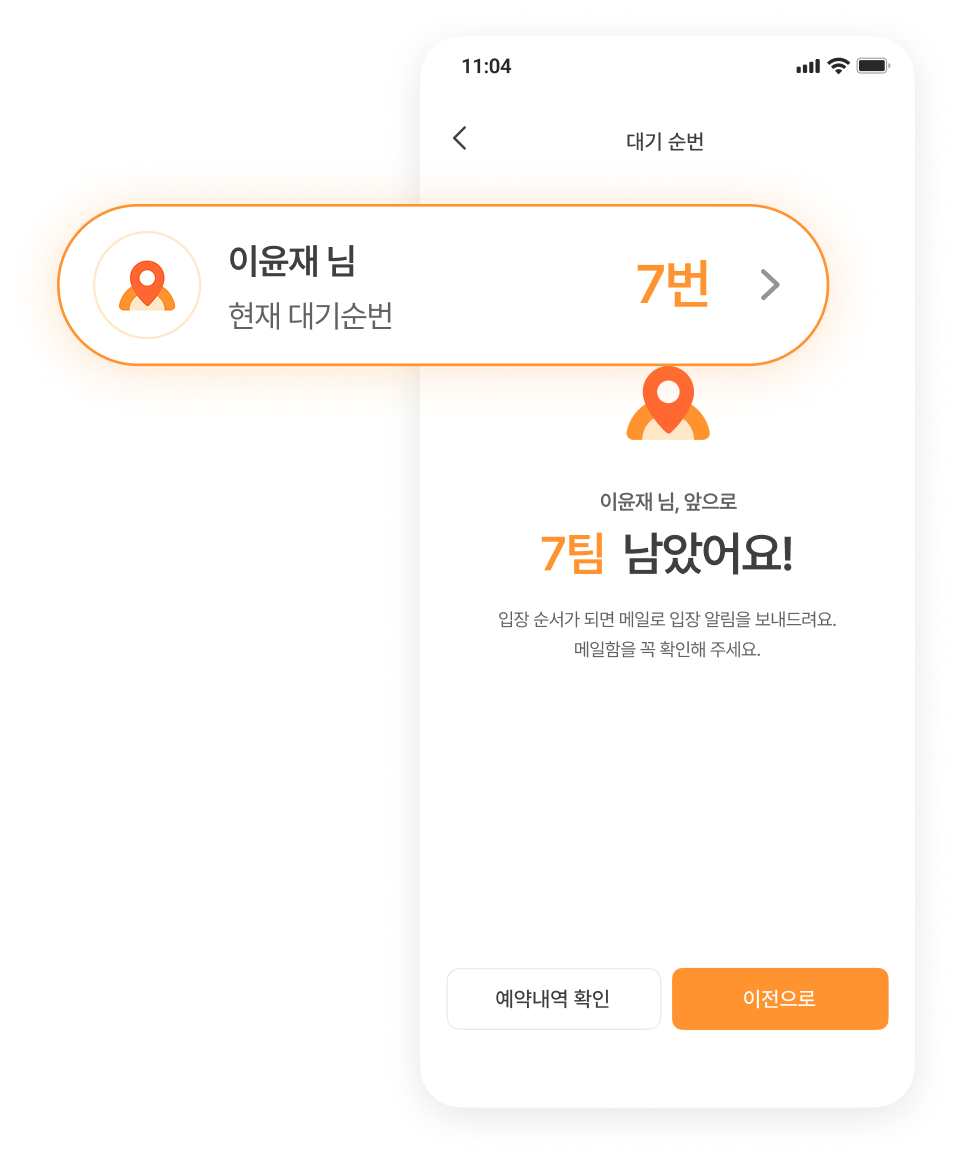 11:04
대기 순번
이윤재 님
현재 대기순번
7번
이윤재 님, 앞으로
7팀 남았어요!
입장 순서가 되면 메일로 입장 알림을 보내드려요.
메일함을 꼭 확인해 주세요.
예약내역 확인
이전으로